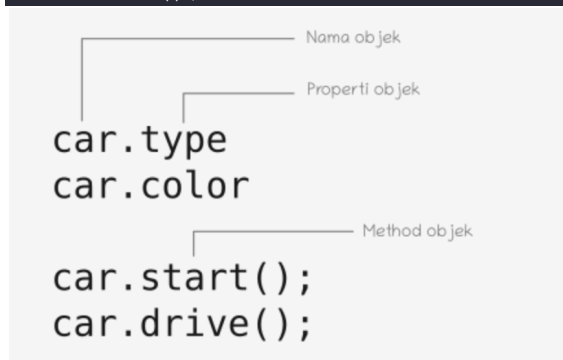 Nama objek
Properti objek
car.type
car.color
Method objek
car.start();
car.drive();